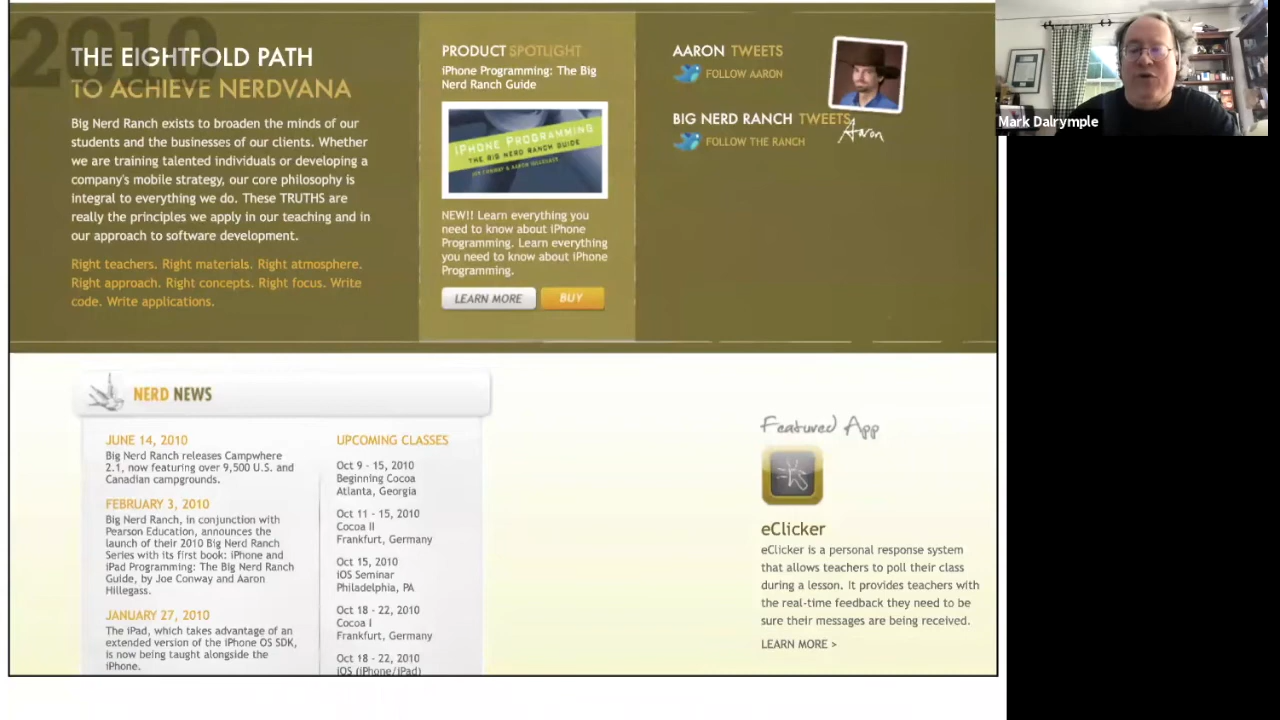 2010
THE EIGHTFOLD PATH
TO ACHIEVE NERDVANA
Big Nerd Ranch exists to broaden the minds of our
students and the businesses of our clients. Whether
we are training talented individuals or developing a
company's mobile strategy, our core philosophy is
integral to everything we do. These TRUTHS are
really the principles we apply in our teaching and in
our approach to software development.
Right teachers. Right materials. Right atmosphere.
Right approach. Right concepts. Right focus. Write
code. Write applications.
PRODUCT SPOTLIGHT
iPhone Programming: The Big
Nerd Ranch Guide
iPHONE PROGRAMMING
THE BIG NERD RANCH GUIDE
JOE CONWAY & AARON HILLEGASS
NEW!! Learn everything you
need to know about iPhone
Programming. Learn everything
you need to know about iPhone
Programming.
LEARN MORE
BUY
AARON TWEETS
FOLLOW AARON
BIG NERD RANCH TWEETS
FOLLOW THE RANCH
Aaron
Mark Dalrymple
NERD NEWS
JUNE 14, 2010
Big Nerd Ranch releases Campwhere
2.1, now featuring over 9,500 U.S. and
Canadian campgrounds.
FEBRUARY 3, 2010
Big Nerd Ranch, in conjunction with
Pearson Education, announces the
launch of their 2010 Big Nerd Ranch
Series with its first book: iPhone and
iPad Programming: The Big Nerd Ranch
Guide, by Joe Conway and Aaron
Hillegass.
JANUARY 27, 2010
The iPad, which takes advantage of an
extended version of the iPhone OS SDK,
is now being taught alongside the
iPhone.
UPCOMING CLASSES
Oct 9 - 15, 2010
Beginning Cocoa
Atlanta, Georgia
Oct 11 - 15, 2010
Cocoa II
Frankfurt, Germany
Oct 15, 2010
iOS Seminar
Philadelphia, PA
Oct 18 - 22, 2010
Cocoa I
Frankfurt, Germany
Oct 18 - 22, 2010
iOS (iPhone/iPad)
Featured App
eClicker
eClicker is a personal response system
that allows teachers to poll their class
during a lesson. It provides teachers with
the real-time feedback they need to be
sure their messages are being received.
LEARN MORE >